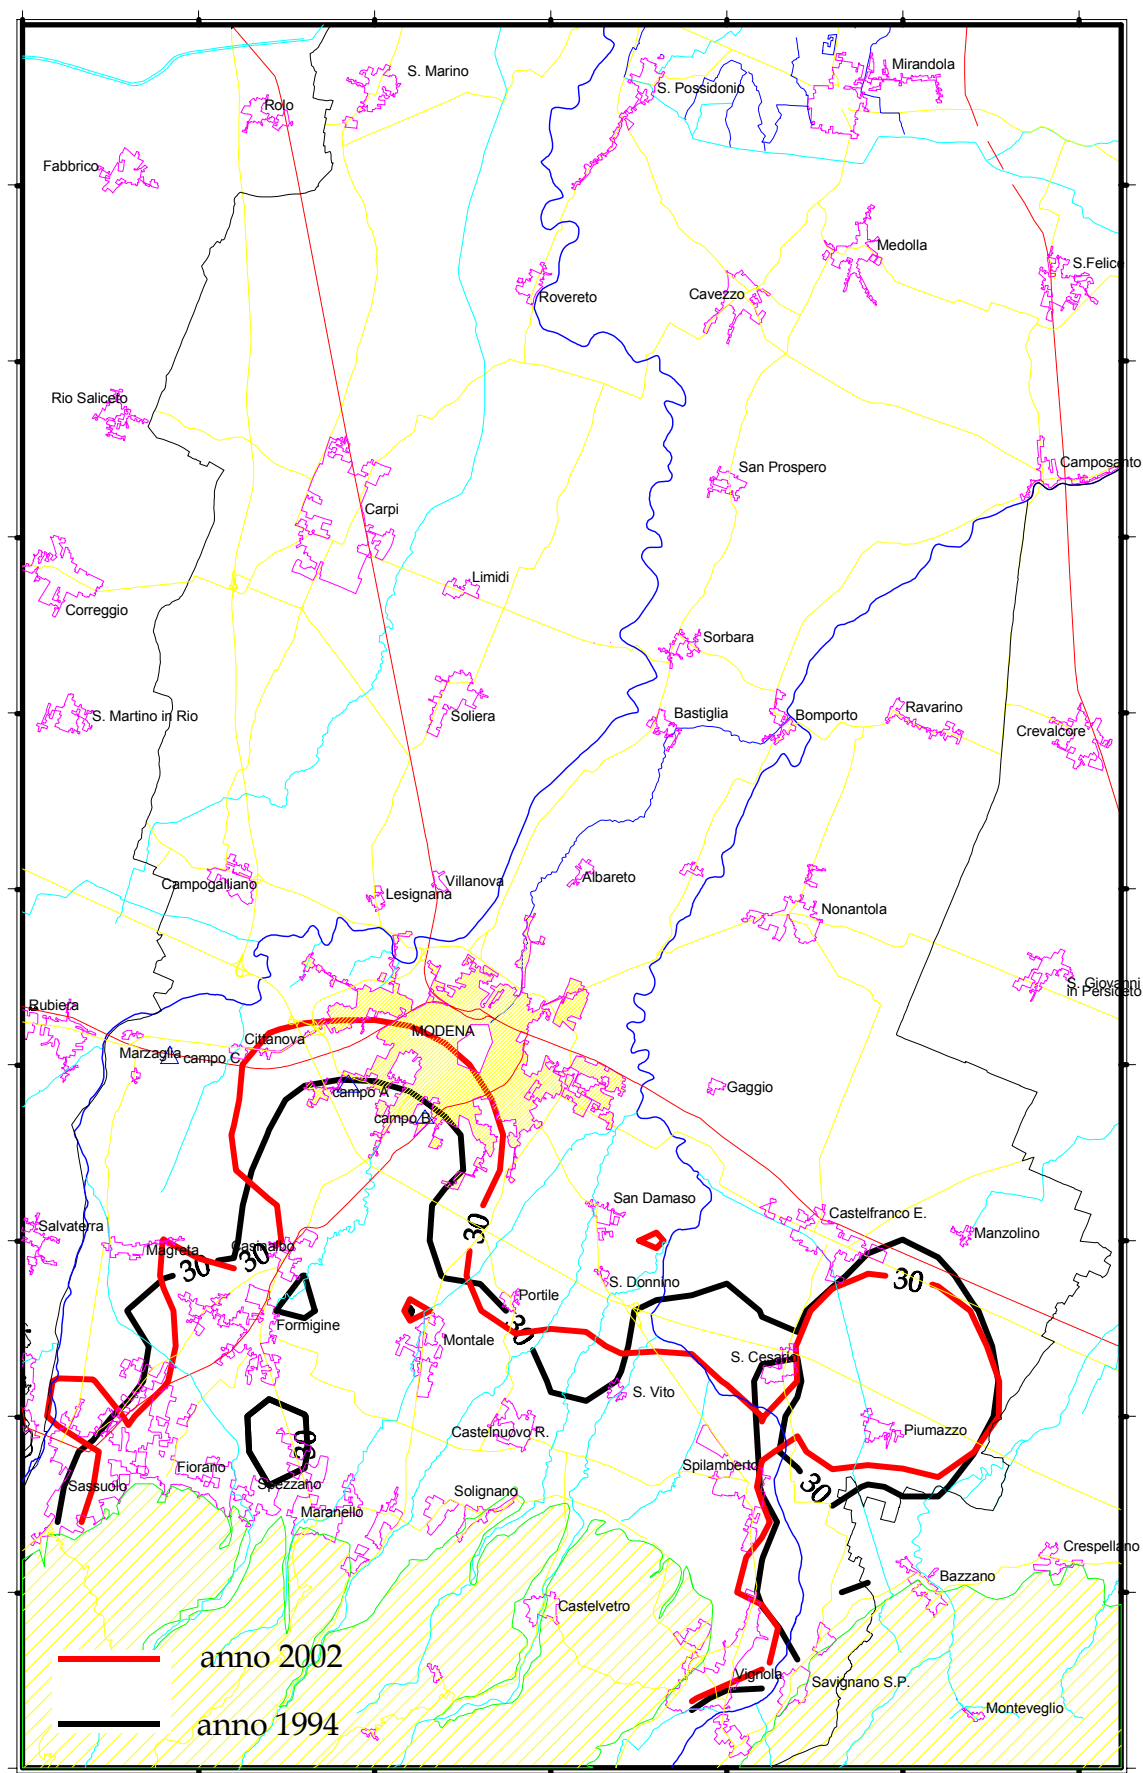 S. Marino
Mirandola
S. Possidonio
Rolo
Fabbrico
Medolla
S.Felice
Rovereto
Cavezzo
Rio Saliceto
San Prospero
Camposanto
Carpi
Limidi
Correggio
Sorbara
S. Martino in Rio
Soliera
Bastiglia
Bomporto
Ravarino
Crevalcore
Campogalliano
Villanova
Albareto
Lesignana
Nonantola
S. Giovanni
in Persiceto
Rubiera
MODENA
Cittanova
Marzaglia
campo C
Gaggio
campo A
campo B.
San Damaso
Castelfranco E.
Salvaterra
30
Manzolino
Magreta
Casinalbo
30
30
S. Donnino
30
Portile
Formigine
30
Montale
S. Cesario
S. Vito
Castelnuovo R.
Piumazzo
30
Fiorano
Spilamberto
Sassuolo
Spezzano
30
Solignano
Maranello
Crespellano
Bazzano
Castelvetro
anno 2002
Vignola
Savignano S.P.
Monteveglio
anno 1994